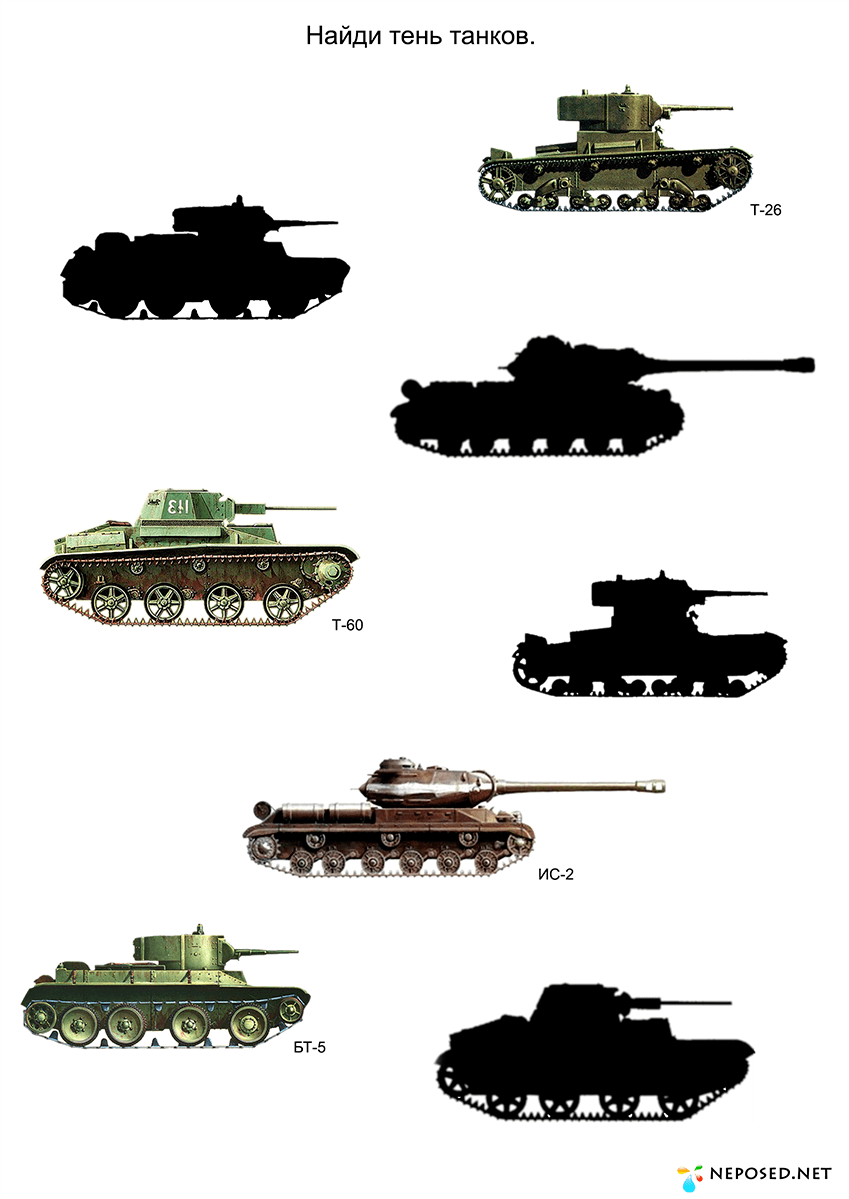 Найди тень танков.
Т-26
Т-60
ИС-2
БТ-5
NEPOSED.NET